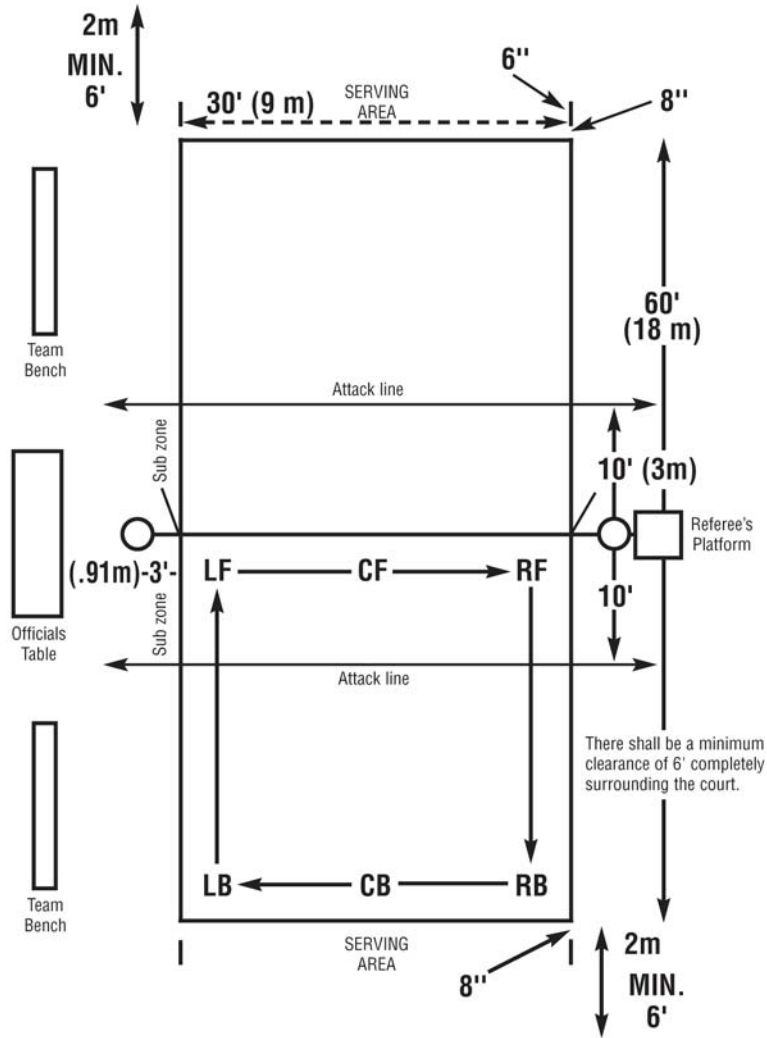 2m
MIN.
6'
30' (9 m)
SERVING
AREA
6"
8"
Team
Bench
60'
(18 m)
Attack line
Sub zone
10' (3m)
Referee's
Platform
(.91m)-3'-
LF
CF
RF
10'
Officials
Table
Sub zone
Attack line
There shall be a minimum
clearance of 6' completely
surrounding the court.
LB
CB
RB
Team
Bench
SERVING
AREA
8"
2m
MIN.
6'